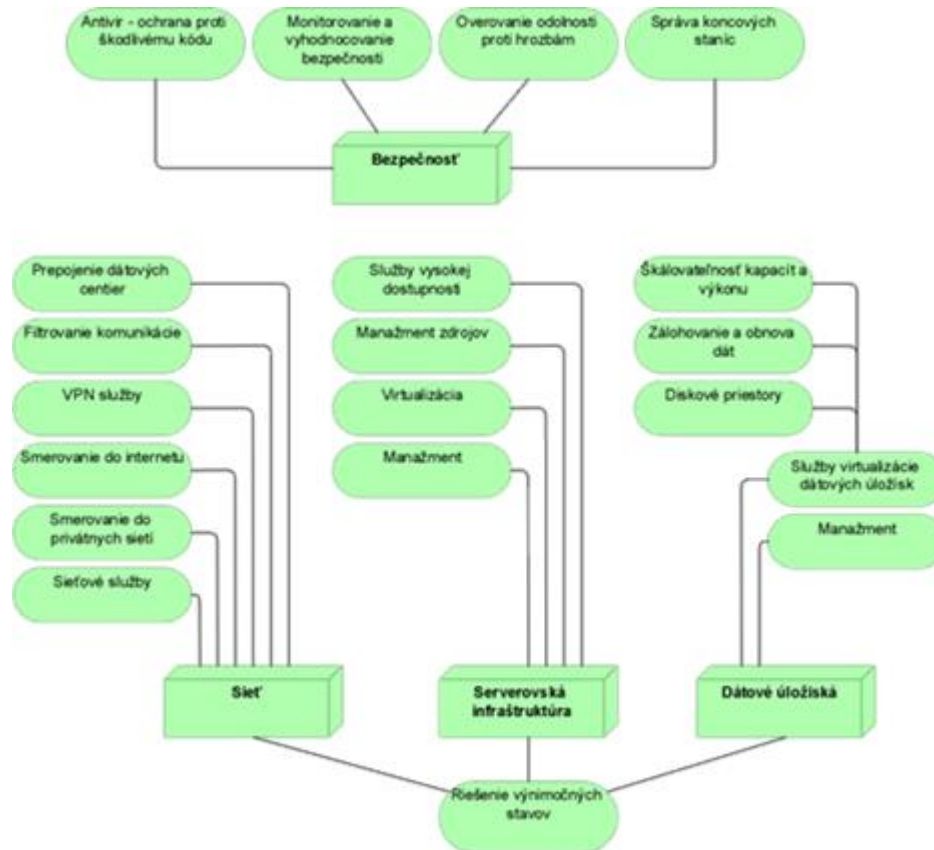 Antivir - ochrana proti
škodlivému kódu
Monitorovanie a
vyhodnocovanie
bezpečnosti
Overovanie odolnosti
proti hrozbám
Správa koncových
staníc
Bezpečnosť
Prepojenie dátových
centier
Filtrovanie komunikácie
VPN služby
Smerovanie do internetu
Smerovanie do
privátnych sietí
Sieťové služby
Služby vysokej
dostupnosti
Manažment zdrojov
Virtualizácia
Manažment
Škálovateľnosť kapacít a
výkonu
Zálohovanie a obnova
dát
Diskové priestory
Služby virtualizácie
dátových úložísk
Manažment
Sieť
Serverovská
infraštruktúra
Dátové úložiská
Riešenie výnimočných
stavov